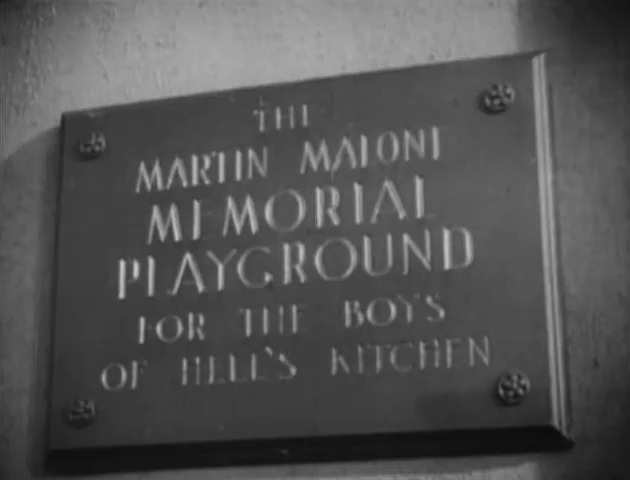 THE
MARTIN MALONE
MEMORIAL
PLAYGROUND
FOR THE BOYS
OF HELL'S KITCHEN